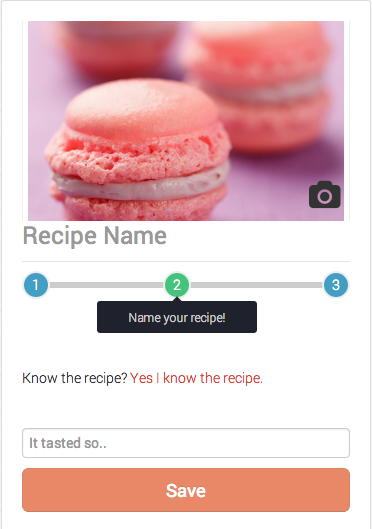 Recipe Name
1 2 3
Name your recipe!
Know the recipe? Yes I know the recipe.
It tasted so..
Save